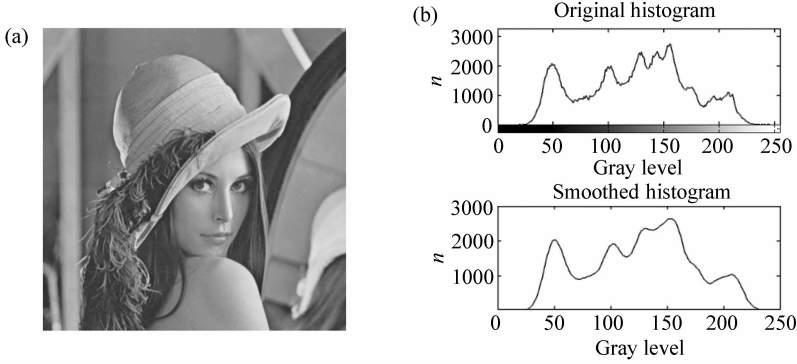 (a)
(b)
Original histogram
3000
2000
1000
0
n
0 50 100 150 200 250
Gray level
Smoothed histogram
3000
2000
1000
n
0 50 100 150 200 250
Gray level